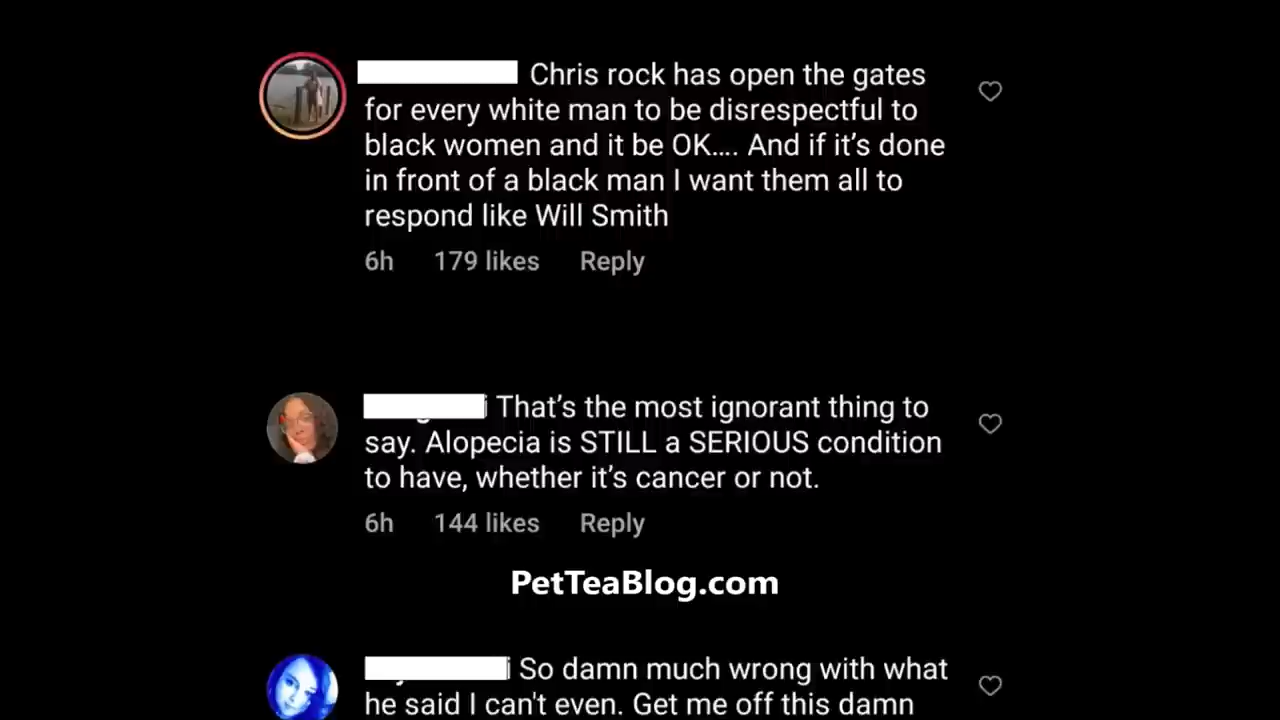 Chris rock has open the gates
for every white man to be disrespectful to
black women and it be OK.... And if it's done
in front of a black man I want them all to
respond like Will Smith
6h 179 likes Reply
That's the most ignorant thing to
say. Alopecia is STILL a SERIOUS condition
to have, whether it's cancer or not.
6h 144 likes Reply
PetTeaBlog.com
So damn much wrong with what
he said I can't even. Get me off this damn